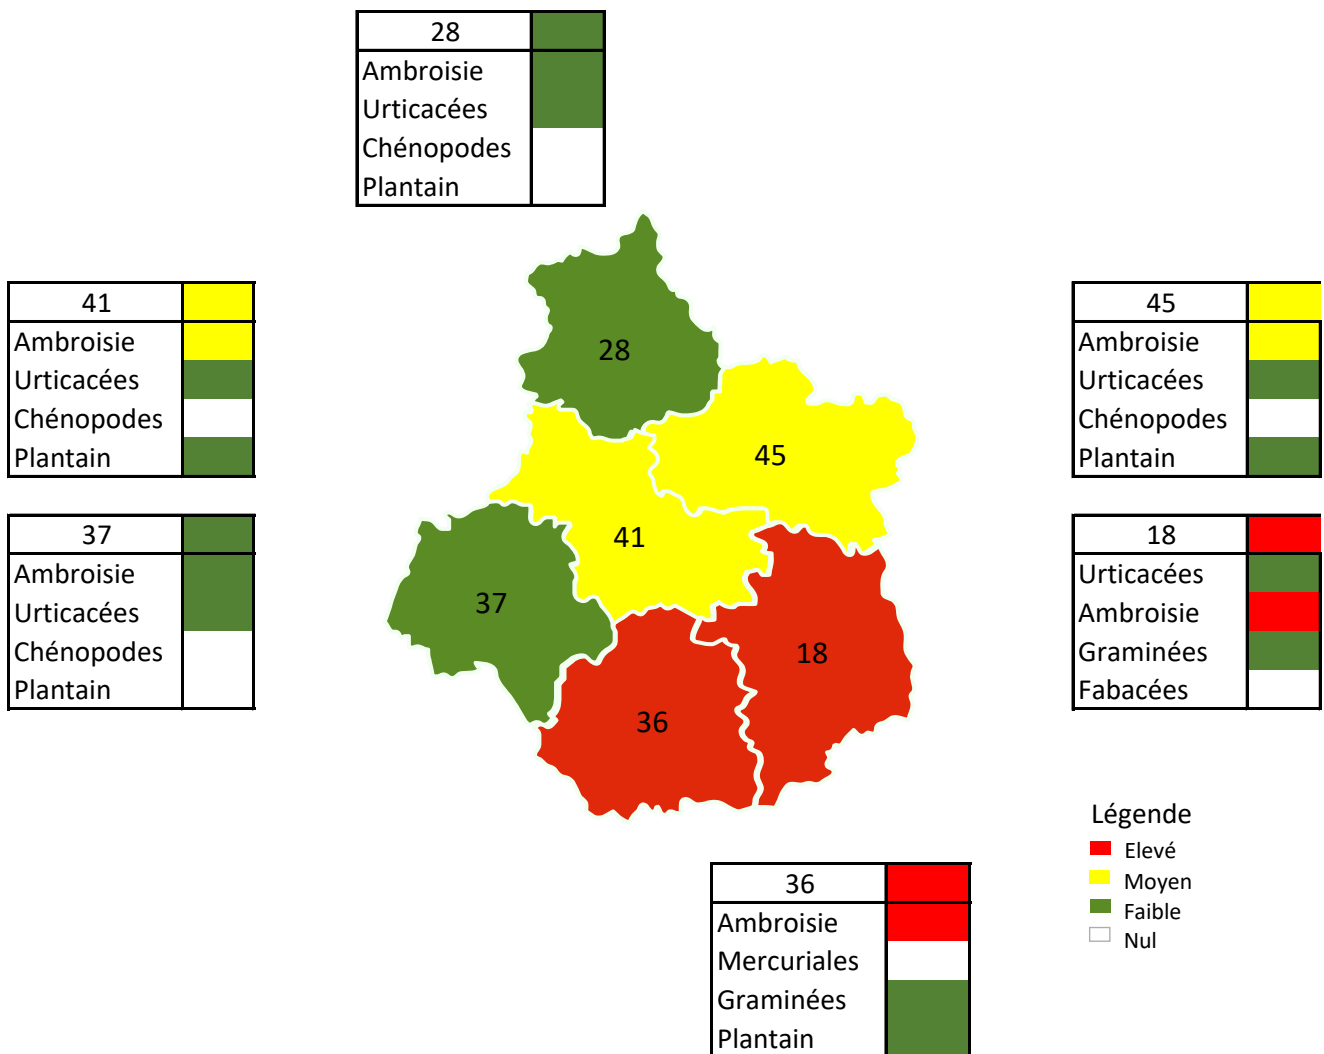 28
Ambroisie
Urticacées
Chénopodes
Plantain
41
Ambroisie
Urticacées
Chénopodes
Plantain
45
Ambroisie
Urticacées
Chénopodes
Plantain
37
Ambroisie
Urticacées
Chénopodes
Plantain
18
Urticacées
Ambroisie
Graminées
Fabacées
28
45
41
37
18
36
Légende
Elevé
Moyen
Faible
Nul
36
Ambroisie
Mercuriales
Graminées
Plantain